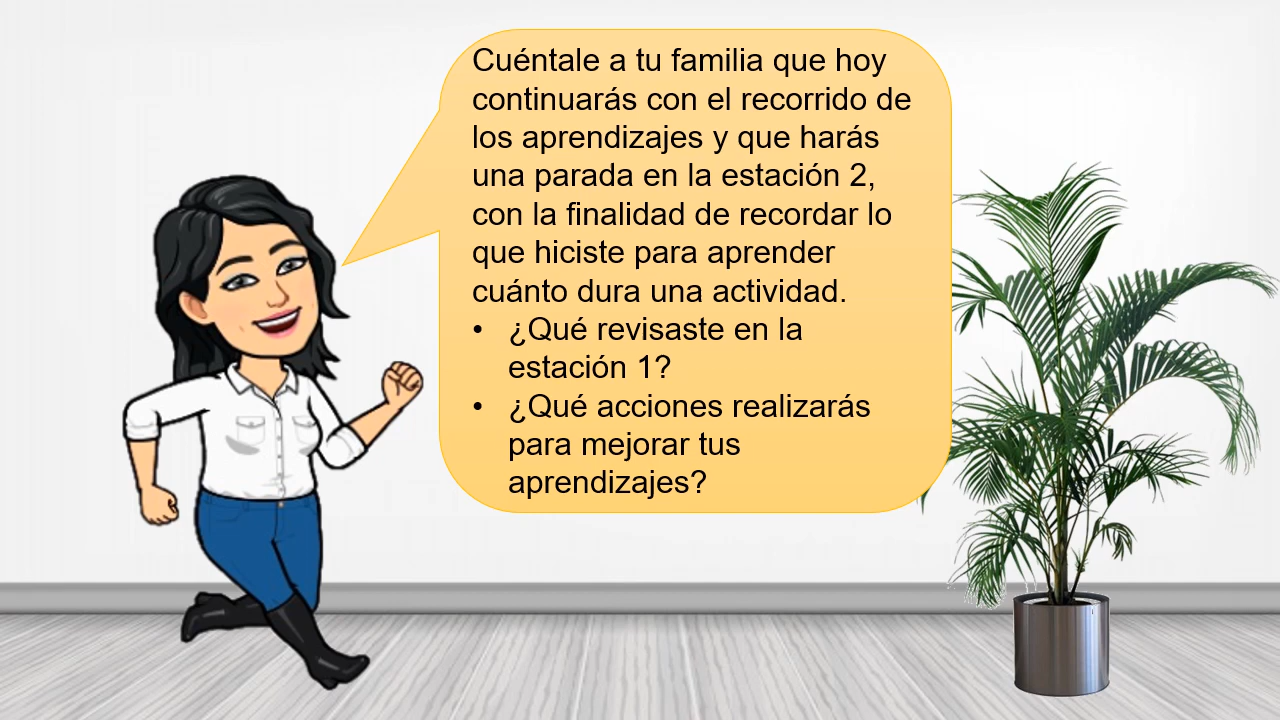 Cuéntale a tu familia que hoy
continuarás con el recorrido de
los aprendizajes y que harás
una parada en la estación 2,
con la finalidad de recordar lo
que hiciste para aprender
cuánto dura una actividad.
• ¿Qué revisaste en la
estación 1?
• ¿Qué acciones realizarás
para mejorar tus
aprendizajes?